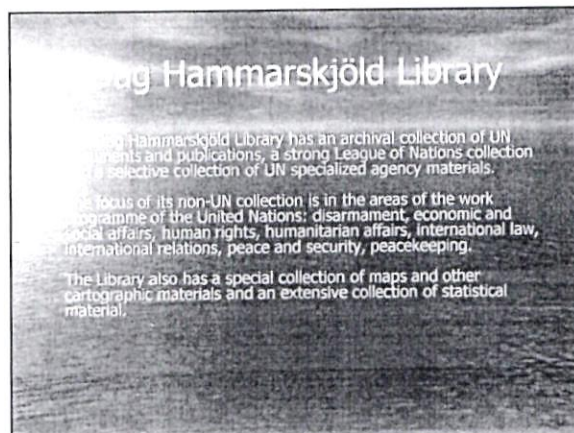 Hammarskjöld Library
Hammarskjöld Library has an archival collection of UN
and publications, a strong League of Nations collection
selective collection of UN specialized agency materials.
focus of its non-UN collection is in the areas of the work
programme of the United Nations: disarmament, economic and
social affairs, human rights, humanitarian affairs, international law,
international relations, peace and security, peacekeeping.
The Library also has a special collection of maps and other
cartographic materials and an extensive collection of statistical
material.